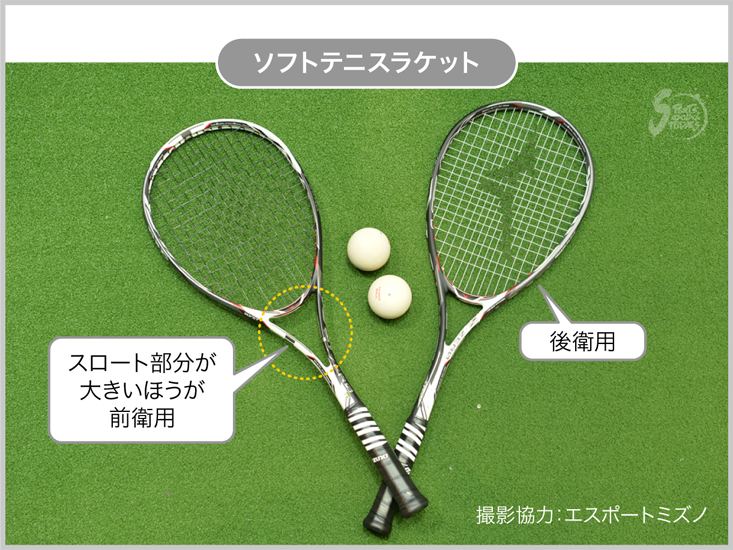 ソフトテニスラケット
スロート部分が
大きいほうが
前衛用
後衛用
撮影協力：エスポートミズノ